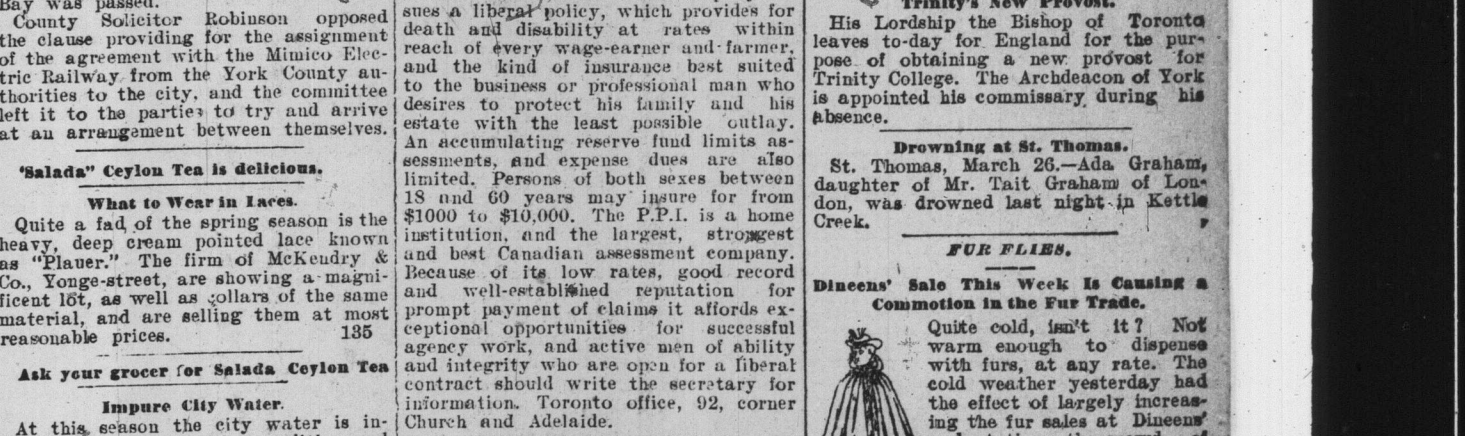 Bay was passed.
County Solicitor Robinson opposed
the clause providing for the assignment
of the agreement with the Mimico Elec-
tric Railway from the York County au-
thorities to the city, and the committee
left it to the parties to try and arrive
at an arrangement between themselves.
"Salada" Ceylon Tea is delicious.
What to Wear in Laces.
Quite a fad of the spring season is the
heavy, deep cream pointed lace known
as "Plauer." The firm of McKendry &
Co., Yonge-street, are showing a magni-
ficent lot, as well as collars of the same
material, and are selling them at most
reasonable prices. 135
Ask your grocer for Salada Ceylon Tea
Impure City Water.
At this season the city water is in-
sues a liberal policy, which provides for
death and disability at rates within
reach of every wage-earner and farmer,
and the kind of insurance best suited
to the business or professional man who
desires to protect his family and his
estate with the least possible outlay.
An accumulating reserve fund limits as-
sessments, and expense dues are also
limited. Persons of both sexes between
18 and 60 years may insure for from
$1000 to $10,000. The P.P.I. is a home
institution, and the largest, strongest
and best Canadian assessment company.
Because of its low rates, good record
and well-established reputation for
prompt payment of claims it affords ex-
ceptional opportunities for successful
agency work, and active men of ability
and integrity who are open for a liberal
contract should write the secretary for
information. Toronto office, 92, corner
Church and Adelaide.
Trinity's New Provost.
His Lordship the Bishop of Toronto
leaves to-day for England for the pur-
pose of obtaining a new provost for
Trinity College. The Archdeacon of York
is appointed his commissary during his
absence.
Drowning at St. Thomas.
St. Thomas, March 26.—Ada Graham,
daughter of Mr. Tait Graham of Lon-
don, was drowned last night in Kettle
Creek.
FUR FLIES.
Dineens' Sale This Week Is Causing a
Commotion in the Fur Trade.
Quite cold, isn't it? Not
warm enough to dispense
with furs, at any rate. The
cold weather yesterday had
the effect of largely increas-
ing the fur sales at Dineens'